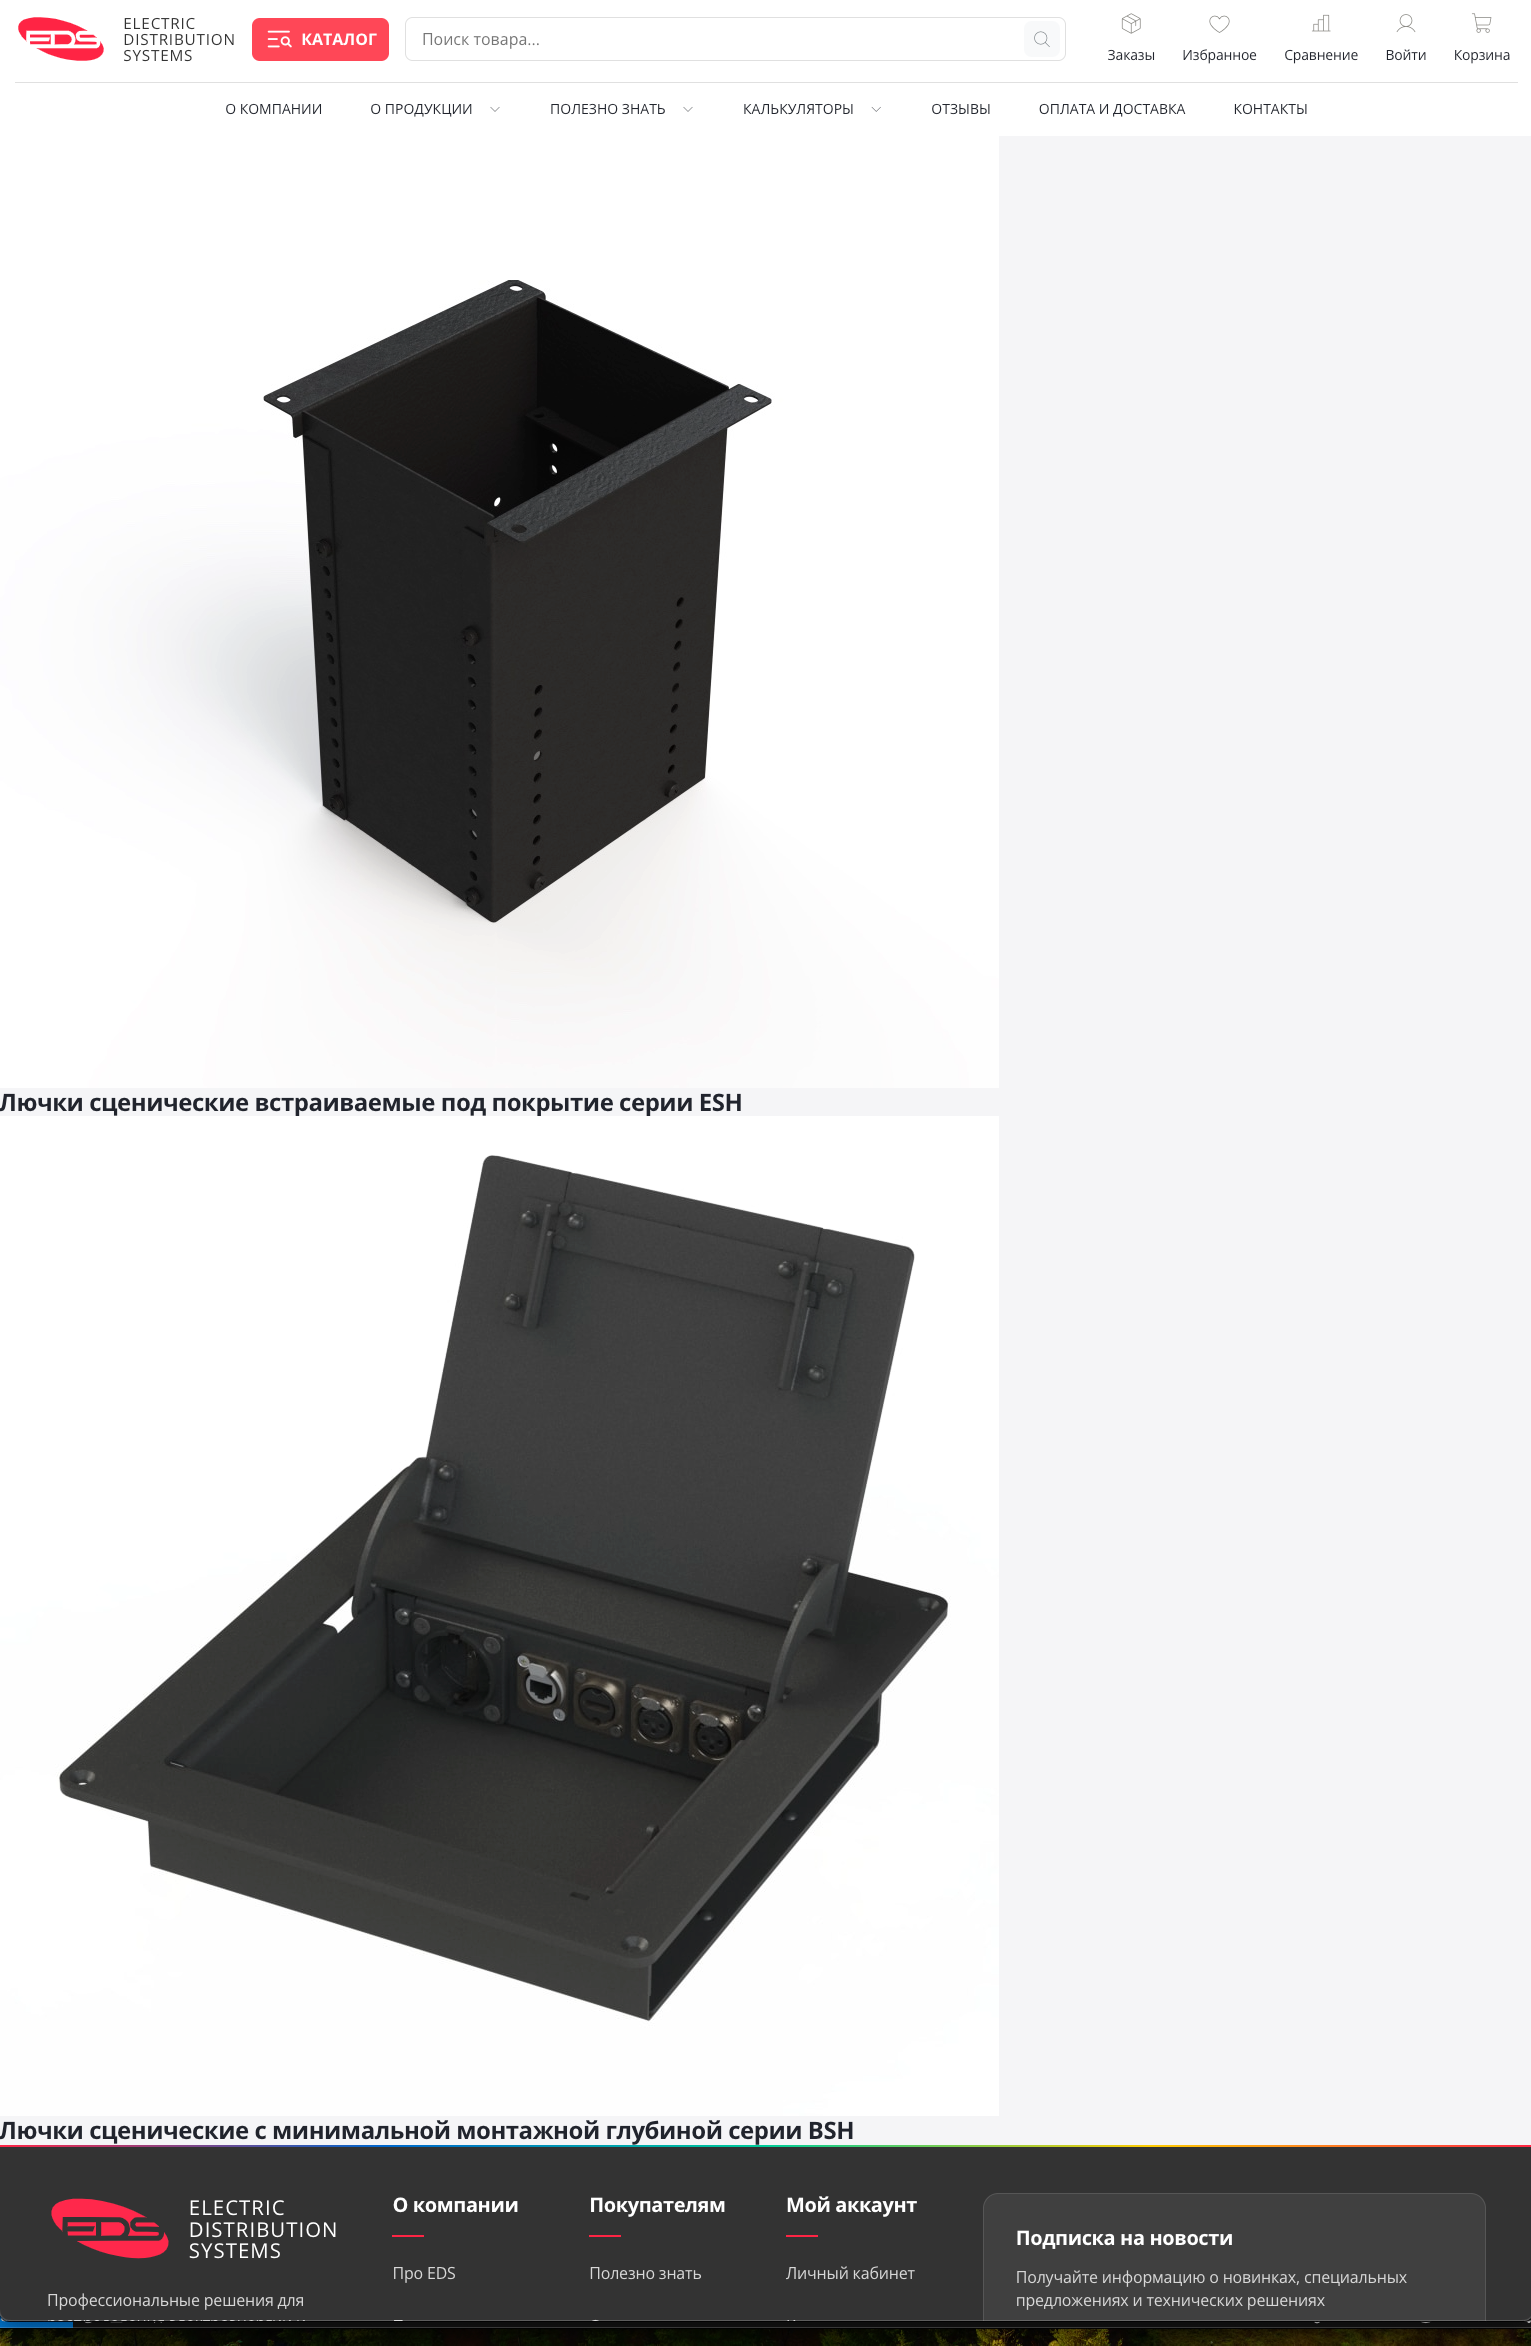 EDS
ELECTRIC
DISTRIBUTION
SYSTEMS
КАТАЛОГ
Поиск товара...
Заказы
Избранное
Сравнение
Войти
Корзина
О КОМПАНИИ
О ПРОДУКЦИИ
ПОЛЕЗНО ЗНАТЬ
КАЛЬКУЛЯТОРЫ
ОТЗЫВЫ
ОПЛАТА И ДОСТАВКА
КОНТАКТЫ
Лючки сценические встраиваемые под покрытие серии ESH
Лючки сценические с минимальной монтажной глубиной серии BSH
EDS
ELECTRIC
DISTRIBUTION
SYSTEMS
Профессиональные решения для
О компании
Про EDS
Покупателям
Полезно знать
Мой аккаунт
Личный кабинет
Подписка на новости
Получайте информацию о новинках, специальных
предложениях и технических решениях